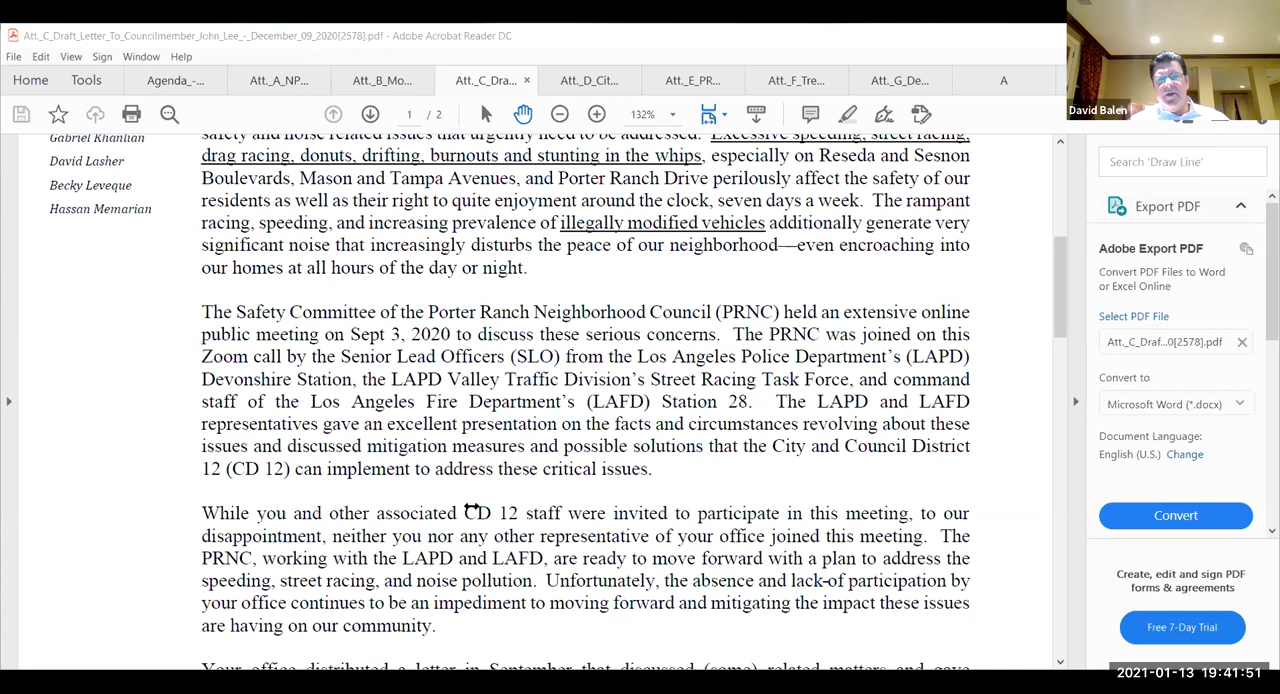 Att._C_Draft_Letter_To_Councilmember_John_Lee_-_December_09_2020[2578].pdf - Adobe Acrobat Reader DC
File Edit View Sign Window Help
Home Tools Agenda_-... Att._A_NP... Att._B_Mo... Att._C_Dra... × Att._D_Cit... Att._E_PR... Att._F_Tre... Att._G_De... A
1 / 2 132%
David Balen
Gabriel Khanlian
David Lasher
Becky Leveque
Hassan Memarian
safety and noise related issues that urgently need to be addressed. Excessive speeding, street racing,
drag racing, donuts, drifting, burnouts and stunting in the whips, especially on Reseda and Sesnon
Boulevards, Mason and Tampa Avenues, and Porter Ranch Drive perilously affect the safety of our
residents as well as their right to quite enjoyment around the clock, seven days a week. The rampant
racing, speeding, and increasing prevalence of illegally modified vehicles additionally generate very
significant noise that increasingly disturbs the peace of our neighborhood—even encroaching into
our homes at all hours of the day or night.
The Safety Committee of the Porter Ranch Neighborhood Council (PRNC) held an extensive online
public meeting on Sept 3, 2020 to discuss these serious concerns. The PRNC was joined on this
Zoom call by the Senior Lead Officers (SLO) from the Los Angeles Police Department's (LAPD)
Devonshire Station, the LAPD Valley Traffic Division's Street Racing Task Force, and command
staff of the Los Angeles Fire Department's (LAFD) Station 28. The LAPD and LAFD
representatives gave an excellent presentation on the facts and circumstances revolving about these
issues and discussed mitigation measures and possible solutions that the City and Council District
12 (CD 12) can implement to address these critical issues.
While you and other associated CD 12 staff were invited to participate in this meeting, to our
disappointment, neither you nor any other representative of your office joined this meeting. The
PRNC, working with the LAPD and LAFD, are ready to move forward with a plan to address the
speeding, street racing, and noise pollution. Unfortunately, the absence and lack-of participation by
your office continues to be an impediment to moving forward and mitigating the impact these issues
are having on our community.
Your office distributed a letter in September that discussed (some) related matters and gave
Search 'Draw Line'
Export PDF
Adobe Export PDF
Convert PDF Files to Word
or Excel Online
Select PDF File
Att._C_Draf...0[2578].pdf
Convert to
Microsoft Word (*.docx)
Document Language:
English (U.S.) Change
Convert
Create, edit and sign PDF
forms & agreements
Free 7-Day Trial
2021-01-13 19:41:51